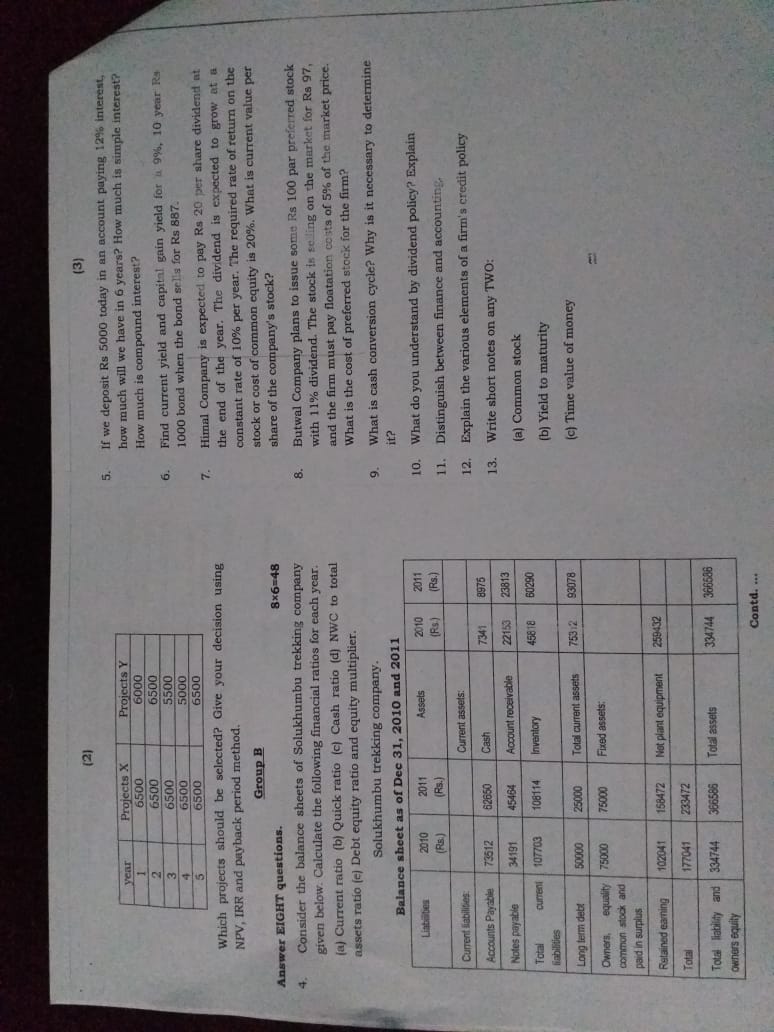 (2)
year Projects X Projects Y
1 6500 6000
2 6500 6500
3 6500 5500
4 6500 5000
5 6500 6500
Which projects should be selected? Give your decision using
NPV, IRR and payback period method.
Group B
Answer EIGHT questions. 8×6=48
4. Consider the balance sheets of Solukhumbu trekking company
given below. Calculate the following financial ratios for each year.
(a) Current ratio (b) Quick ratio (c) Cash ratio (d) NWC to total
assets ratio (e) Debt equity ratio and equity multiplier.
Solukhumbu trekking company.
Balance sheet as of Dec 31, 2010 and 2011
Liabilities 2010 2011 Assets 2010 2011
(Rs.) (Rs.) (Rs.) (Rs.)
Current liabilities: Current assets:
Accounts Payable 73512 62650 Cash 7341 8975
Notes payable 34191 45464 Account receivable 22153 23813
Total current 107703 108114 Inventory 45818 60290
liabilities
Long term debt 50000 25000 Total current assets 75312 93078
Owners, equality 75000 75000 Fixed assets:
common stock and
paid in surplus
Retained earning 102041 158472 Net plant equipment 259432
Total 177041 233472
Total liability and 334744 366586 Total assets 334744 366586
owners equity
Contd. ...
(3)
5. If we deposit Rs 5000 today in an account paying 12% interest,
how much will we have in 6 years? How much is simple interest?
How much is compound interest?
6. Find current yield and capital gain yield for a 9%, 10 year Rs
1000 bond when the bond sells for Rs 887.
7. Himal Company is expected to pay Rs 20 per share dividend at
the end of the year. The dividend is expected to grow at a
constant rate of 10% per year. The required rate of return on the
stock or cost of common equity is 20%. What is current value per
share of the company's stock?
8. Butwal Company plans to issue some Rs 100 par preferred stock
with 11% dividend. The stock is selling on the market for Rs 97,
and the firm must pay floatation costs of 5% of the market price.
What is the cost of preferred stock for the firm?
9. What is cash conversion cycle? Why is it necessary to determine
it?
10. What do you understand by dividend policy? Explain
11. Distinguish between finance and accounting.
12. Explain the various elements of a firm's credit policy
13. Write short notes on any TWO:
(a) Common stock
(b) Yield to maturity
(c) Time value of money